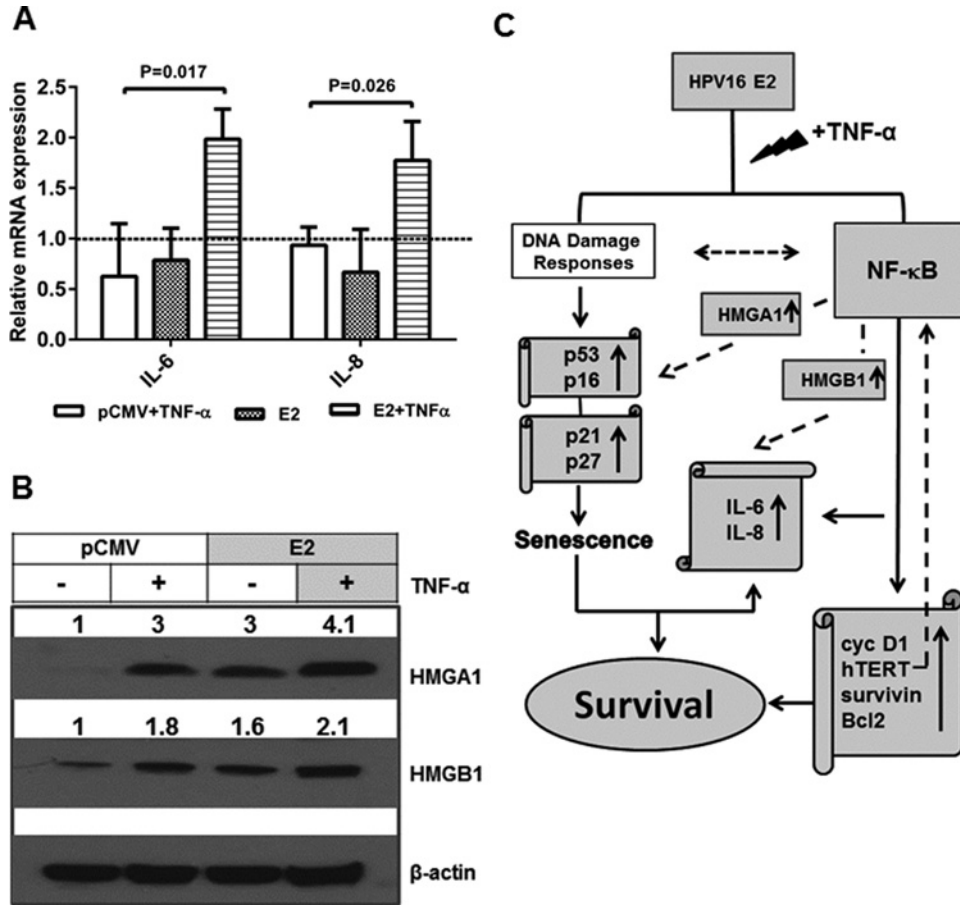 A
Relative mRNA expression
2.5
2.0
1.5
1.0
0.5
0.0
P=0.017
P=0.026
IL-6
IL-8
pCMV+TNF-α
E2
E2+TNFα
B
pCMV E2
- + - + TNF-α
1 3 3 4.1
HMGA1
1 1.8 1.6 2.1
HMGB1
β-actin
C
HPV16 E2
+TNF-α
DNA Damage
Responses
NF-κB
HMGA1
HMGB1
p53
p16
p21
p27
Senescence
IL-6
IL-8
Survival
cyc D1
hTERT
survivin
Bcl2